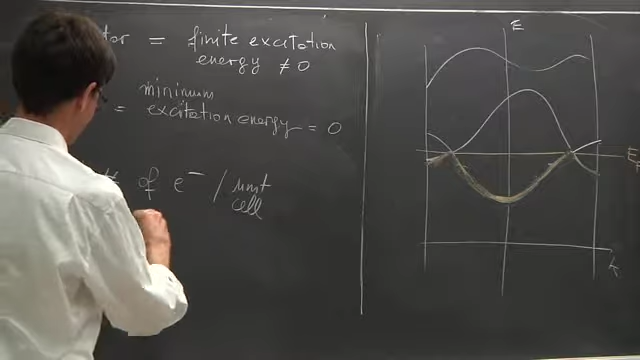 tor = finite excitation
energy ≠ 0
minimum
= excitation energy = 0
# of e⁻ / unit
cell
E
E_F
k